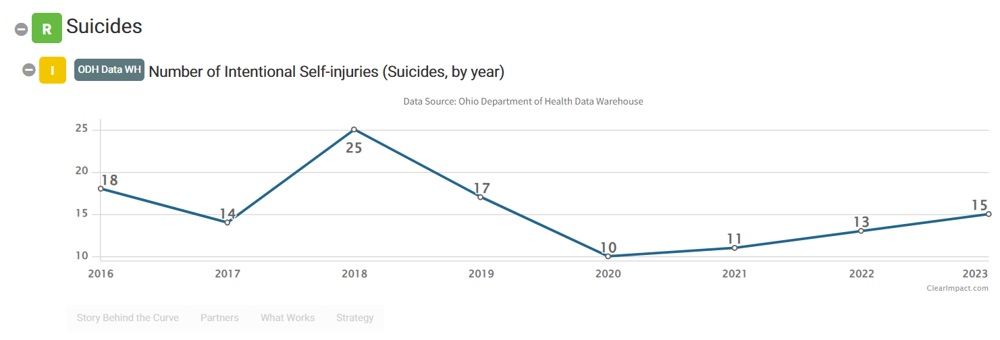 R Suicides
I ODH Data WH Number of Intentional Self-injuries (Suicides, by year)
Data Source: Ohio Department of Health Data Warehouse
25
25
20
18
17
15
15
14
13
11
10
10
2016 2017 2018 2019 2020 2021 2022 2023
ClearImpact.com
Story Behind the Curve Partners What Works Strategy